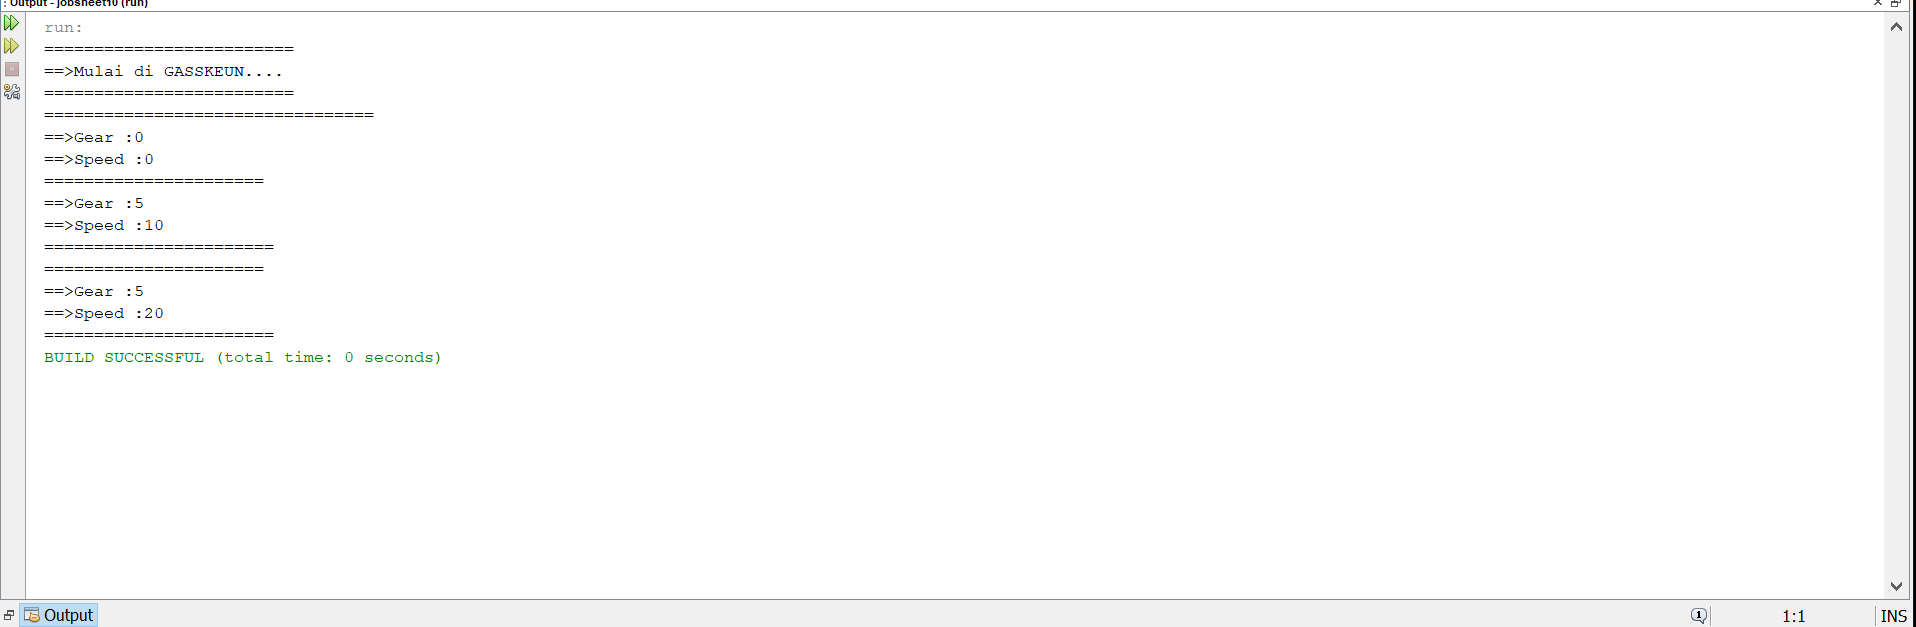 : Output - jobsheet10 (run)
run:
=========================
==>Mulai di GASSKEUN....
=========================
=================================
==>Gear :0
==>Speed :0
======================
==>Gear :5
==>Speed :10
=======================
======================
==>Gear :5
==>Speed :20
=======================
BUILD SUCCESSFUL (total time: 0 seconds)
Output
1
1:1
INS